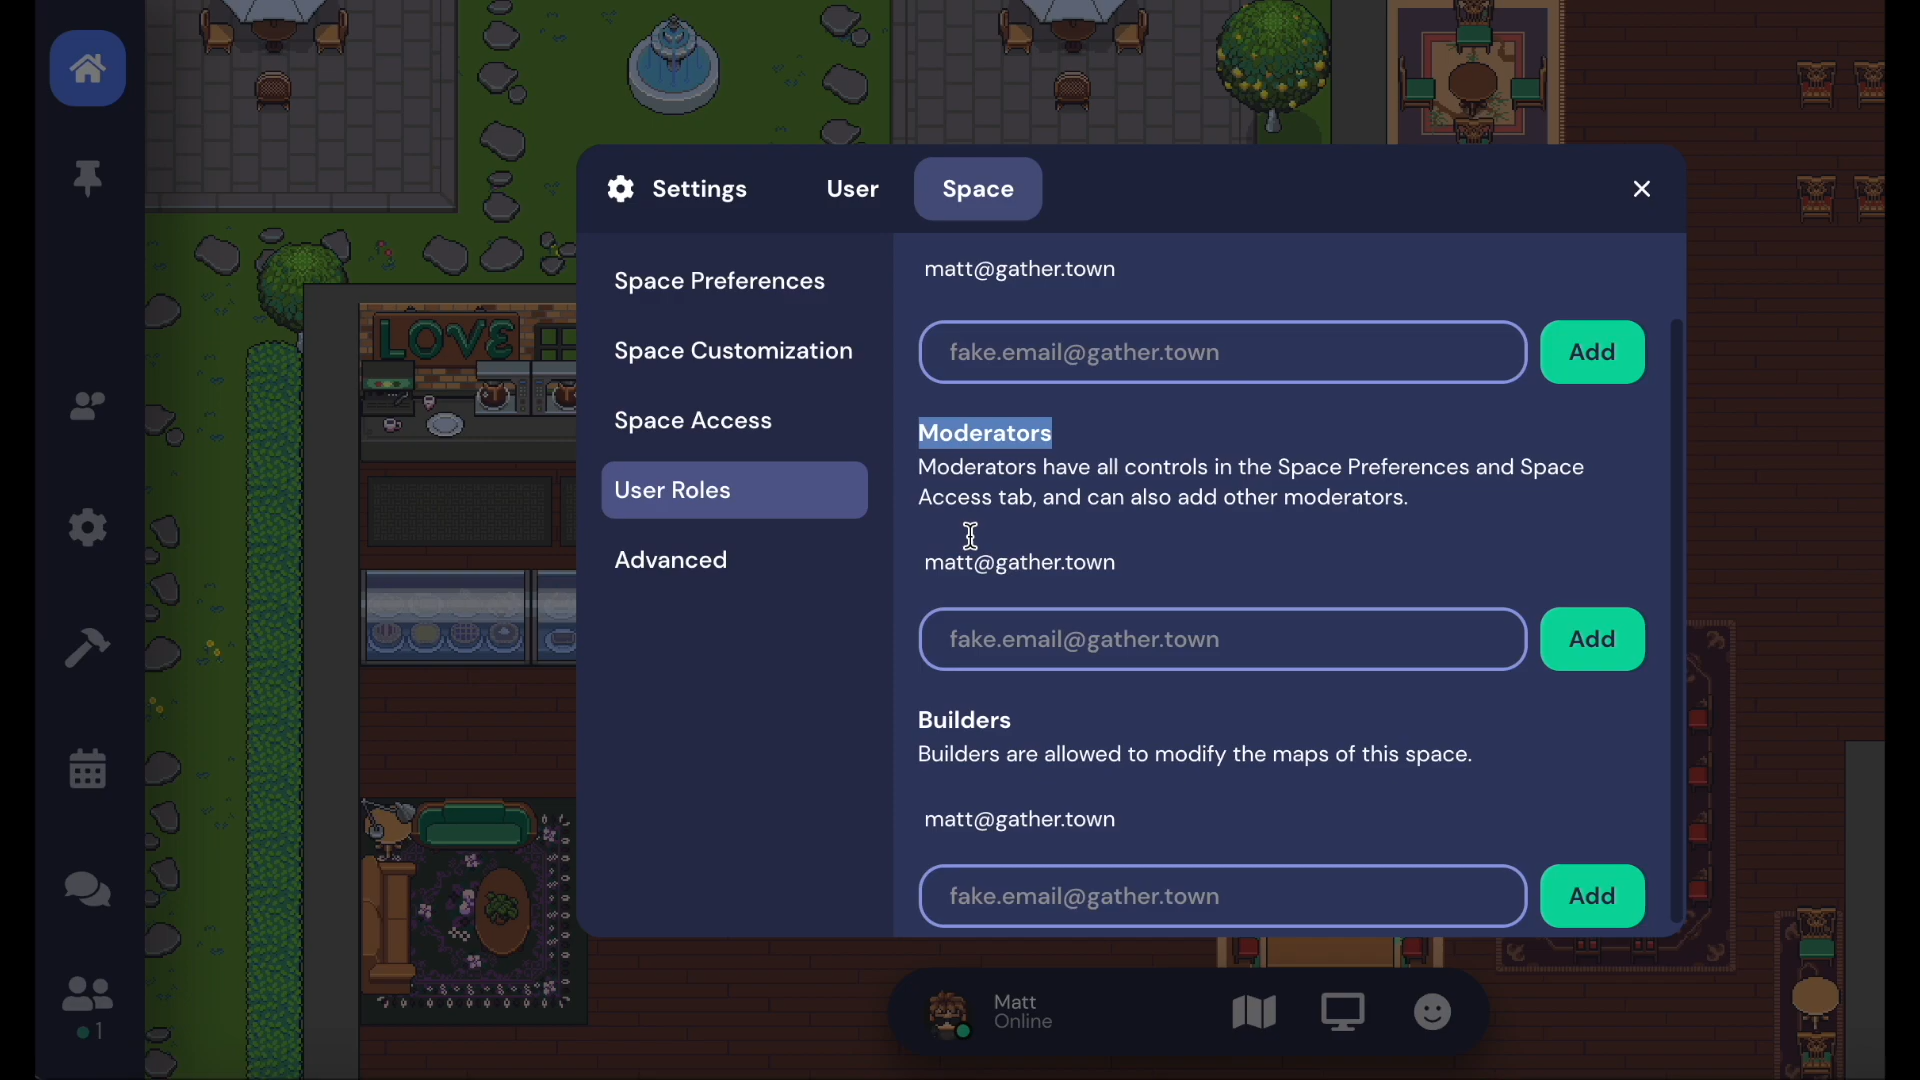 Settings
User
Space
Space Preferences
Space Customization
Space Access
User Roles
Advanced
matt@gather.town
fake.email@gather.town
Add
Moderators
Moderators have all controls in the Space Preferences and Space
Access tab, and can also add other moderators.
matt@gather.town
fake.email@gather.town
Add
Builders
Builders are allowed to modify the maps of this space.
matt@gather.town
fake.email@gather.town
Add
LOVE
1
Matt
Online